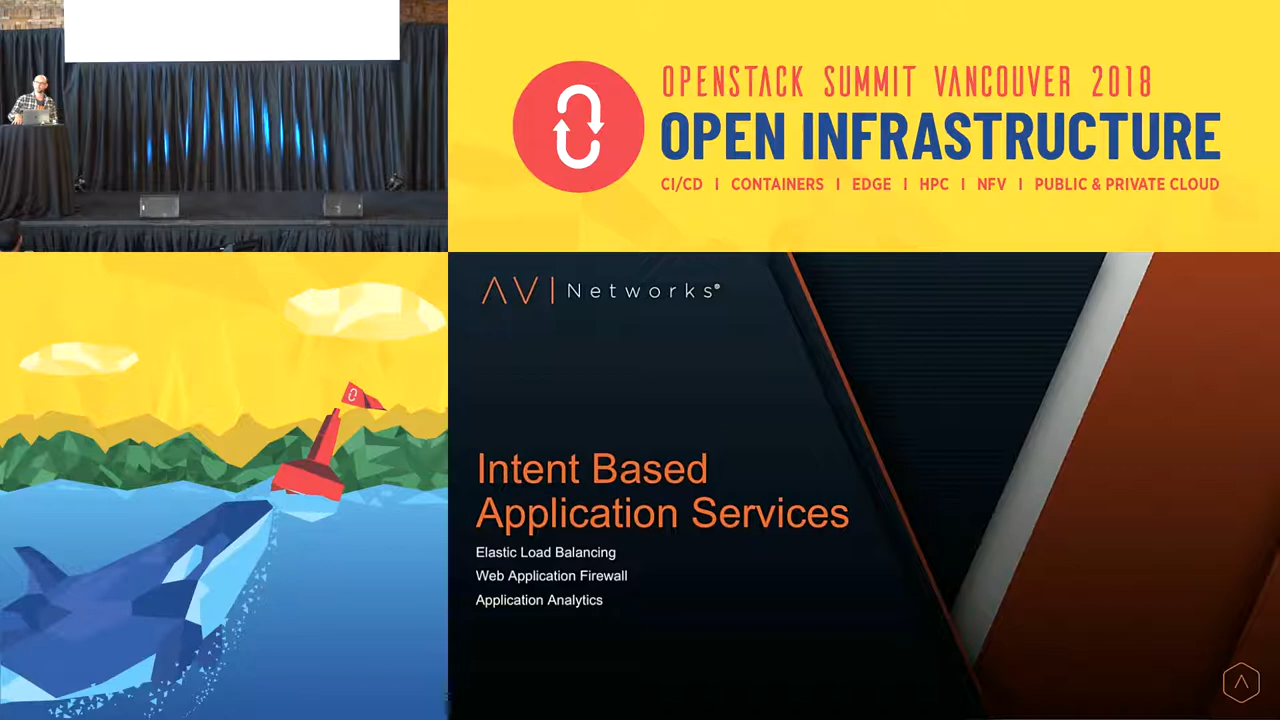 OPENSTACK SUMMIT VANCOUVER 2018
OPEN INFRASTRUCTURE
CI/CD | CONTAINERS | EDGE | HPC | NFV | PUBLIC & PRIVATE CLOUD
AVI | Networks®
Intent Based
Application Services
Elastic Load Balancing
Web Application Firewall
Application Analytics